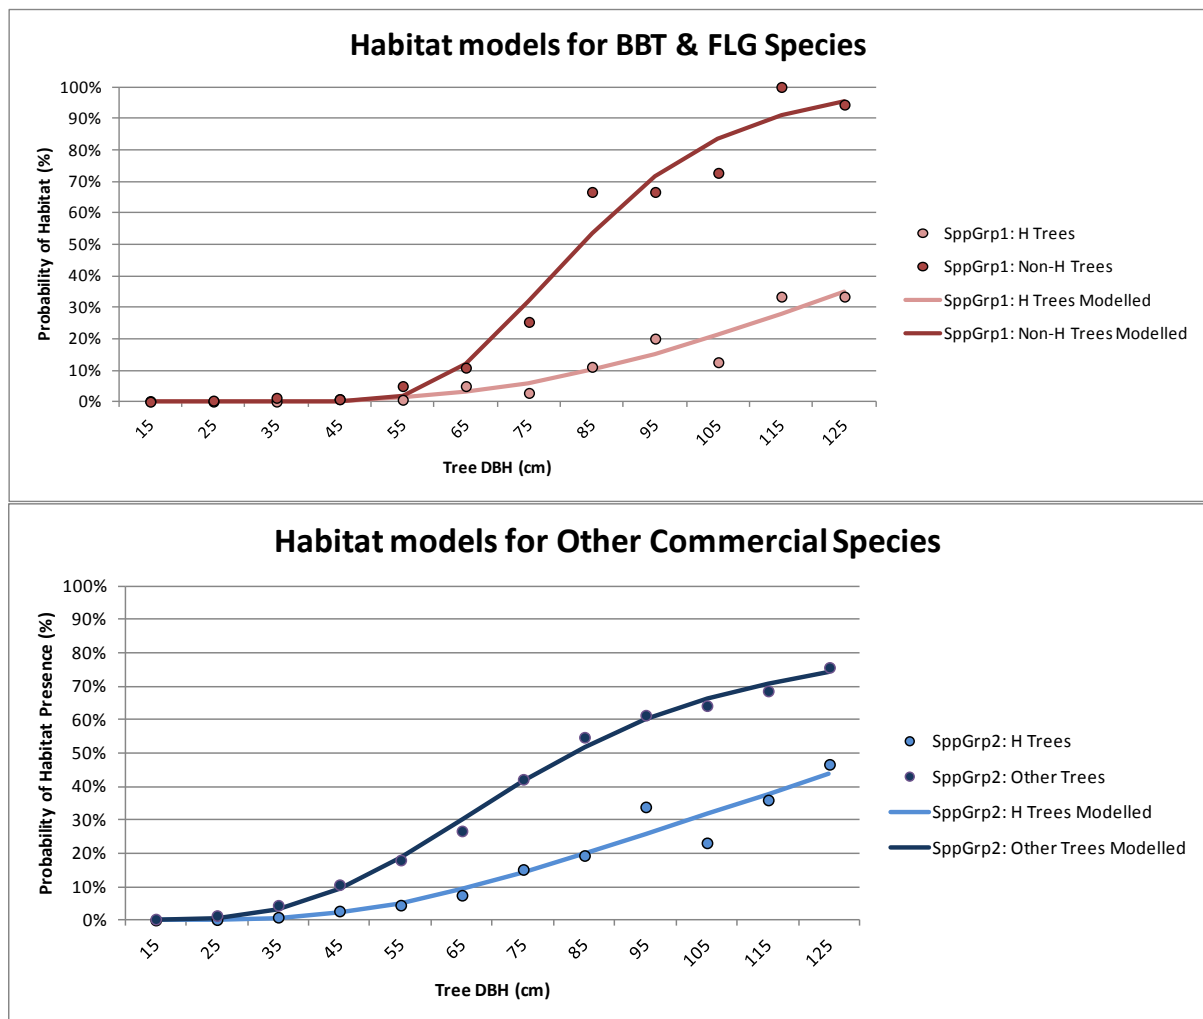 Habitat models for BBT & FLG Species
Probability of Habitat (%)
100%
90%
80%
70%
60%
50%
40%
30%
20%
10%
0%
15 25 35 45 55 65 75 85 95 105 115 125
Tree DBH (cm)
SppGrp1: H Trees
SppGrp1: Non-H Trees
SppGrp1: H Trees Modelled
SppGrp1: Non-H Trees Modelled
Habitat models for Other Commercial Species
Probability of Habitat Presence (%)
100%
90%
80%
70%
60%
50%
40%
30%
20%
10%
0%
15 25 35 45 55 65 75 85 95 105 115 125
Tree DBH (cm)
SppGrp2: H Trees
SppGrp2: Other Trees
SppGrp2: H Trees Modelled
SppGrp2: Other Trees Modelled